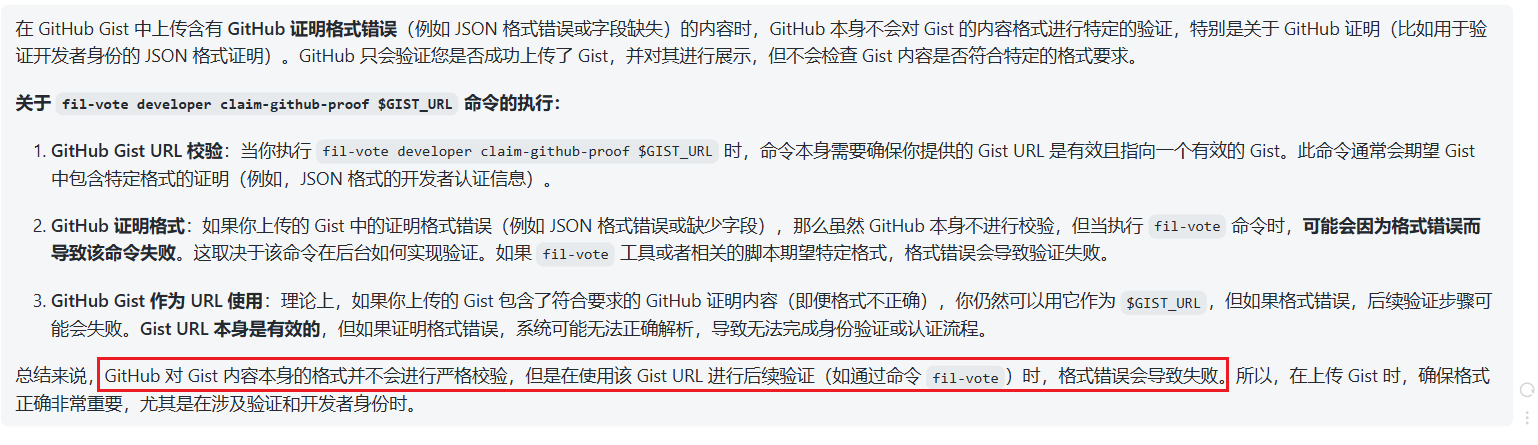 在 GitHub Gist 中上传含有 GitHub 证明格式错误（例如 JSON 格式错误或字段缺失）的内容时，GitHub 本身不会对 Gist 的内容格式进行特定的验证，特别是关于 GitHub 证明（比如用于验
证开发者身份的 JSON 格式证明）。GitHub 只会验证您是否成功上传了 Gist，并对其进行展示，但不会检查 Gist 内容是否符合特定的格式要求。
关于 fil-vote developer claim-github-proof $GIST_URL 命令的执行：
1. GitHub Gist URL 校验：当你执行 fil-vote developer claim-github-proof $GIST_URL 时，命令本身需要确保你提供的 Gist URL 是有效且指向一个有效的 Gist。此命令通常会期望 Gist
中包含特定格式的证明（例如，JSON 格式的开发者认证信息）。
2. GitHub 证明格式：如果你上传的 Gist 中的证明格式错误（例如 JSON 格式错误或缺少字段），那么虽然 GitHub 本身不进行校验，但当执行 fil-vote 命令时，可能会因为格式错误而
导致该命令失败。这取决于该命令在后台如何实现验证。如果 fil-vote 工具或者相关的脚本期望特定格式，格式错误会导致验证失败。
3. GitHub Gist 作为 URL 使用：理论上，如果你上传的 Gist 包含了符合要求的 GitHub 证明内容（即便格式不正确），你仍然可以用它作为 $GIST_URL，但如果格式错误，后续验证步骤可
能会失败。Gist URL 本身是有效的，但如果证明格式错误，系统可能无法正确解析，导致无法完成身份验证或认证流程。
总结来说，GitHub 对 Gist 内容本身的格式并不会进行严格校验，但是在使用该 Gist URL 进行后续验证（如通过命令 fil-vote）时，格式错误会导致失败。所以，在上传 Gist 时，确保格式
正确非常重要，尤其是在涉及验证和开发者身份时。